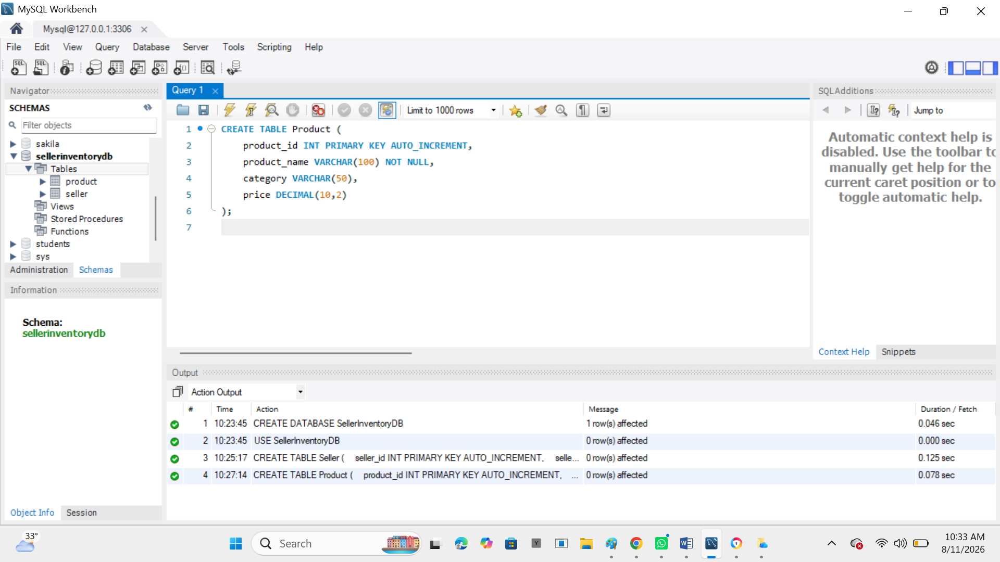 MySQL Workbench
Mysql@127.0.0.1:3306
File Edit View Query Database Server Tools Scripting Help
Navigator
SCHEMAS
Filter objects
sakila
sellerinventorydb
Tables
product
seller
Views
Stored Procedures
Functions
students
sys
Administration Schemas
Information
Schema:
sellerinventorydb
Object Info Session
Query 1
Limit to 1000 rows
1 CREATE TABLE Product (
2 product_id INT PRIMARY KEY AUTO_INCREMENT,
3 product_name VARCHAR(100) NOT NULL,
4 category VARCHAR(50),
5 price DECIMAL(10,2)
6 );
7
SQLAdditions
Jump to
Automatic context help is
disabled. Use the toolbar to
manually get help for the
current caret position or to
toggle automatic help.
Context Help Snippets
Output
Action Output
# Time Action Message Duration / Fetch
1 10:23:45 CREATE DATABASE SellerInventoryDB 1 row(s) affected 0.046 sec
2 10:23:45 USE SellerInventoryDB 0 row(s) affected 0.000 sec
3 10:25:17 CREATE TABLE Seller ( seller_id INT PRIMARY KEY AUTO_INCREMENT, selle... 0 row(s) affected 0.125 sec
4 10:27:14 CREATE TABLE Product ( product_id INT PRIMARY KEY AUTO_INCREMENT, ... 0 row(s) affected 0.078 sec
33°
Search
10:33 AM
8/11/2026